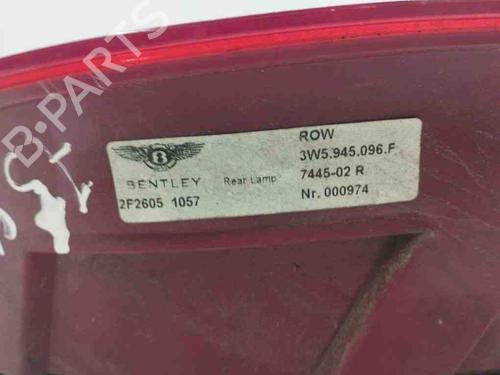 B-PARTS
ROW
B
3W5.945.096.F
BENTLEY
Rear Lamp
7445-02 R
2F2605 1057
Nr. 000974